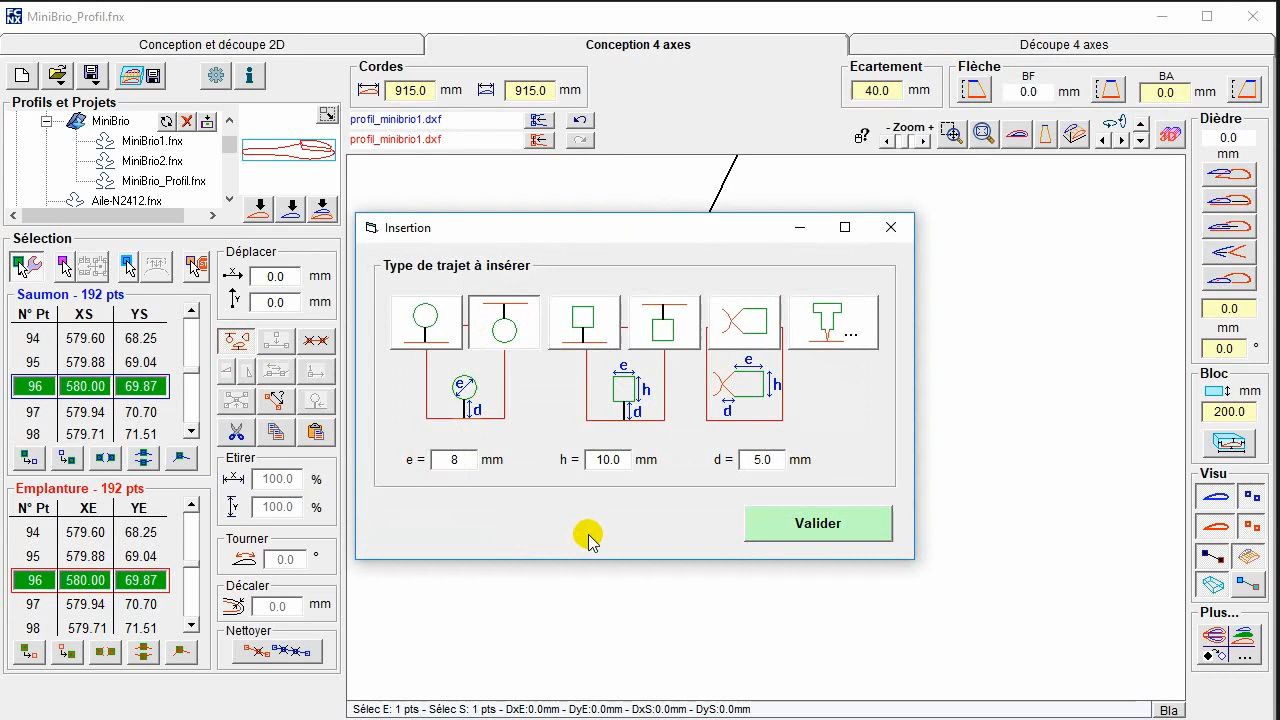 MiniBrio_Profil.fnx
Conception et découpe 2D
Conception 4 axes
Découpe 4 axes
Profils et Projets
MiniBrio
MiniBrio1.fnx
MiniBrio2.fnx
MiniBrio_Profil.fnx
Aile-N2412.fnx
Cordes
915.0 mm
915.0 mm
profil_minibrio1.dxf
profil_minibrio1.dxf
Ecartement
40.0 mm
Flèche
BF
0.0 mm
BA
0.0 mm
- Zoom +
3D
Dièdre
0.0
mm
0.0
mm
0.0 °
Bloc
mm
200.0
Visu
Plus...
...
Sélection
Saumon - 192 pts
N° Pt XS YS
94 579.60 68.25
95 579.88 69.04
96 580.00 69.87
97 579.94 70.70
98 579.71 71.51
Emplanture - 192 pts
N° Pt XE YE
94 579.60 68.25
95 579.88 69.04
96 580.00 69.87
97 579.94 70.70
98 579.71 71.51
Déplacer
X 0.0 mm
Y 0.0 mm
Etirer
X 100.0 %
Y 100.0 %
Tourner
0.0 °
Décaler
0.0 mm
Nettoyer
Insertion
Type de trajet à insérer
...
e d
e h d
e h d
e = 8 mm
h = 10.0 mm
d = 5.0 mm
Valider
Sélec E: 1 pts - Sélec S: 1 pts - DxE:0.0mm - DyE:0.0mm - DxS:0.0mm - DyS:0.0mm
Bla